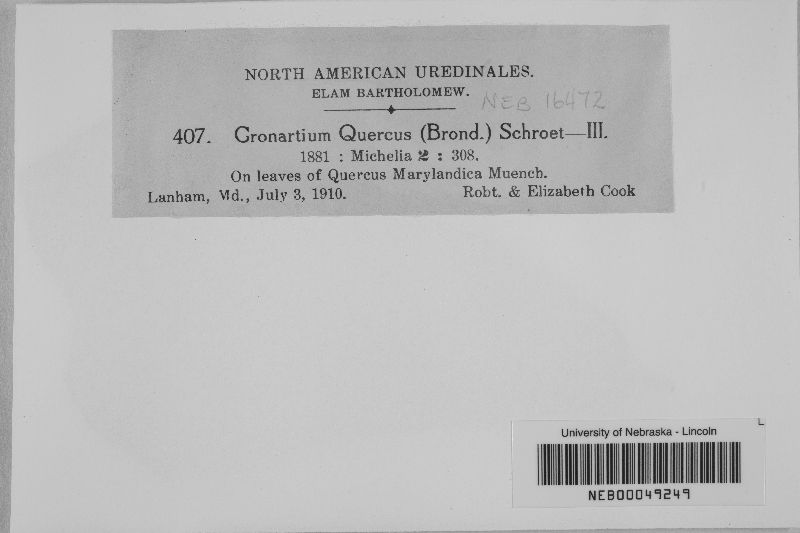 NORTH AMERICAN UREDINALES.
ELAM BARTHOLOMEW.
NEB 16472
407. Cronartium Quercus (Brond.) Schroet—III.
1881 : Michelia 2 : 308.
On leaves of Quercus Marylandica Muench.
Lanham, Md., July 3, 1910. Robt. & Elizabeth Cook
L
University of Nebraska - Lincoln
NEB00049249